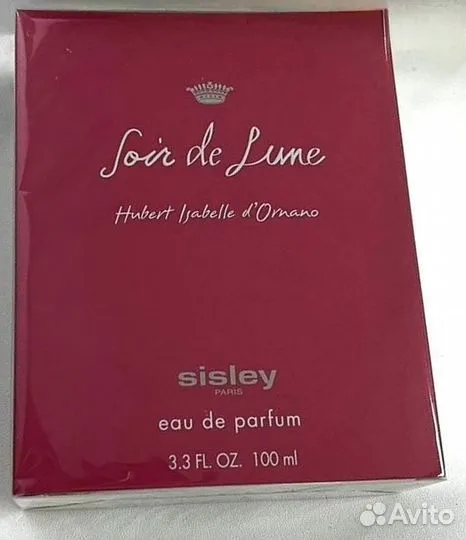 Soir de Lune
Hubert Isabelle d'Ornano
sisley
PARIS
eau de parfum
3.3 FL. OZ. 100 ml
Avito